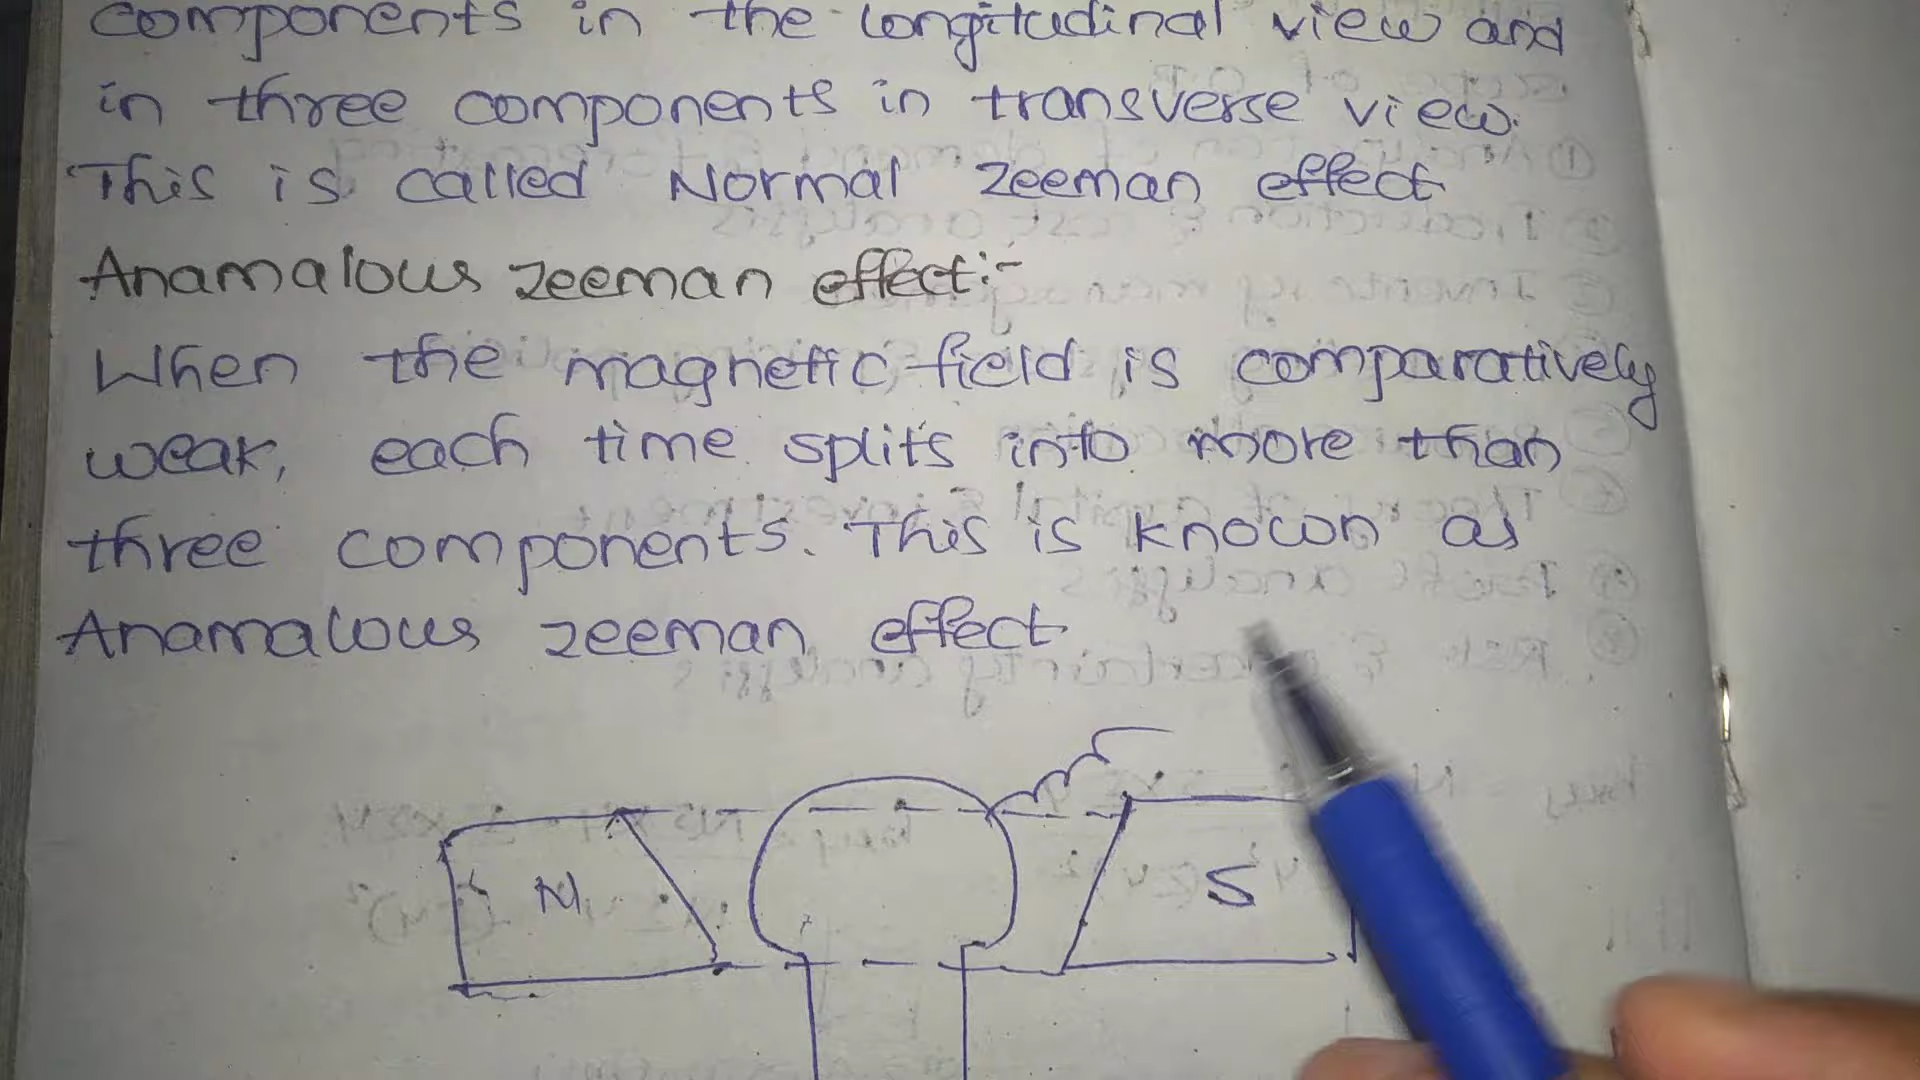 components in the longitudinal view and
in three components in transverse view.
This is called Normal zeeman effect
Anamalous zeeman effect:-
When the magnetic field is comparatively
weak, each time splits into more than
three components. This is known as
Anamalous zeeman effect
N S